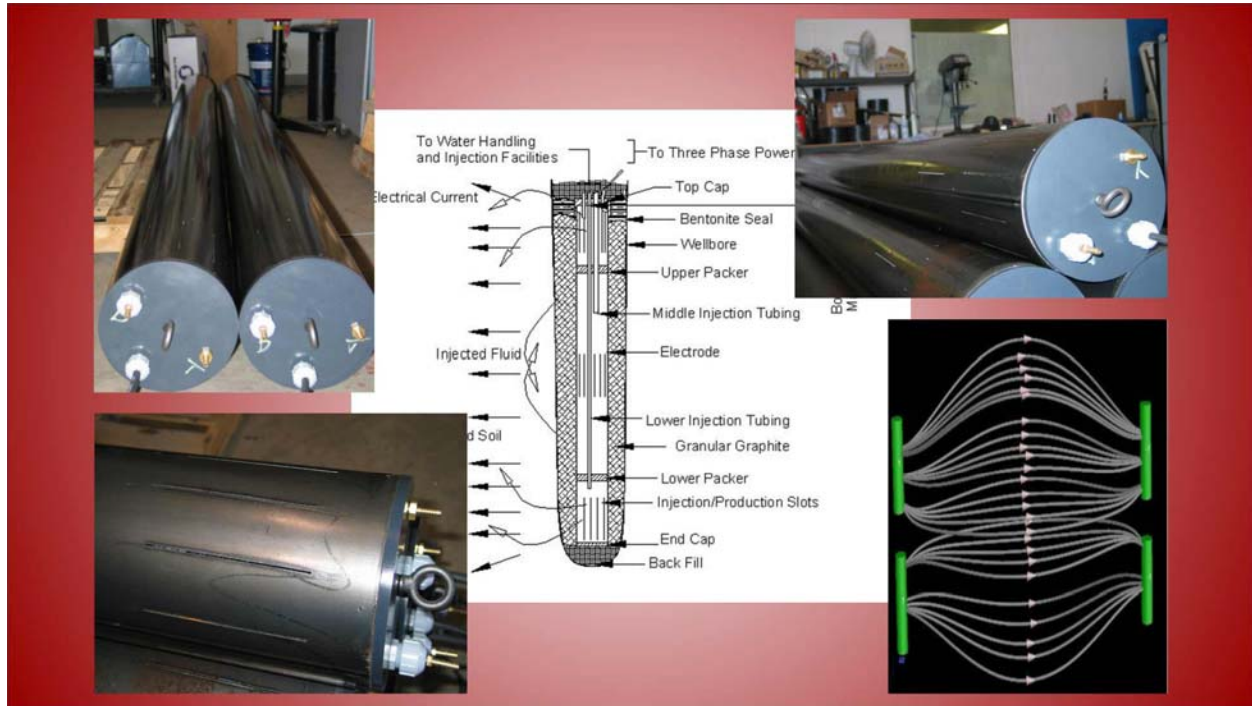 To Water Handling
and Injection Facilities
To Three Phase Power
Electrical Current
Top Cap
Bentonite Seal
Wellbore
Upper Packer
Middle Injection Tubing
Electrode
Injected Fluid
Lower Injection Tubing
Soil
Granular Graphite
Lower Packer
Injection/Production Slots
End Cap
Back Fill